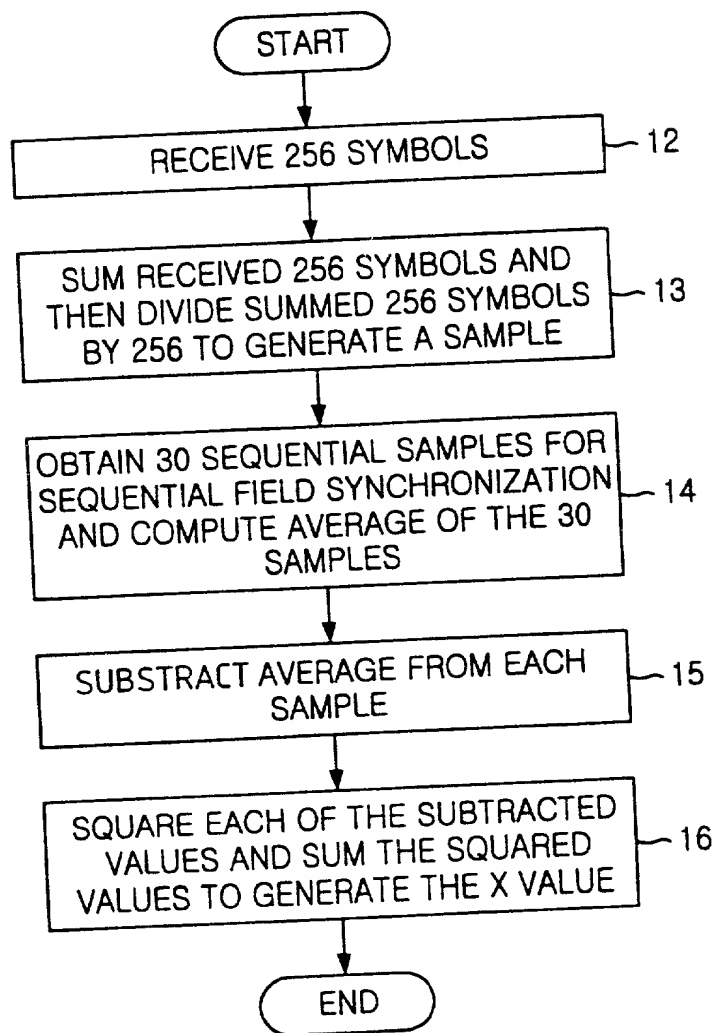 START
RECEIVE 256 SYMBOLS
12
SUM RECEIVED 256 SYMBOLS AND
THEN DIVIDE SUMMED 256 SYMBOLS
BY 256 TO GENERATE A SAMPLE
13
OBTAIN 30 SEQUENTIAL SAMPLES FOR
SEQUENTIAL FIELD SYNCHRONIZATION
AND COMPUTE AVERAGE OF THE 30
SAMPLES
14
SUBSTRACT AVERAGE FROM EACH
SAMPLE
15
SQUARE EACH OF THE SUBTRACTED
VALUES AND SUM THE SQUARED
VALUES TO GENERATE THE X VALUE
16
END